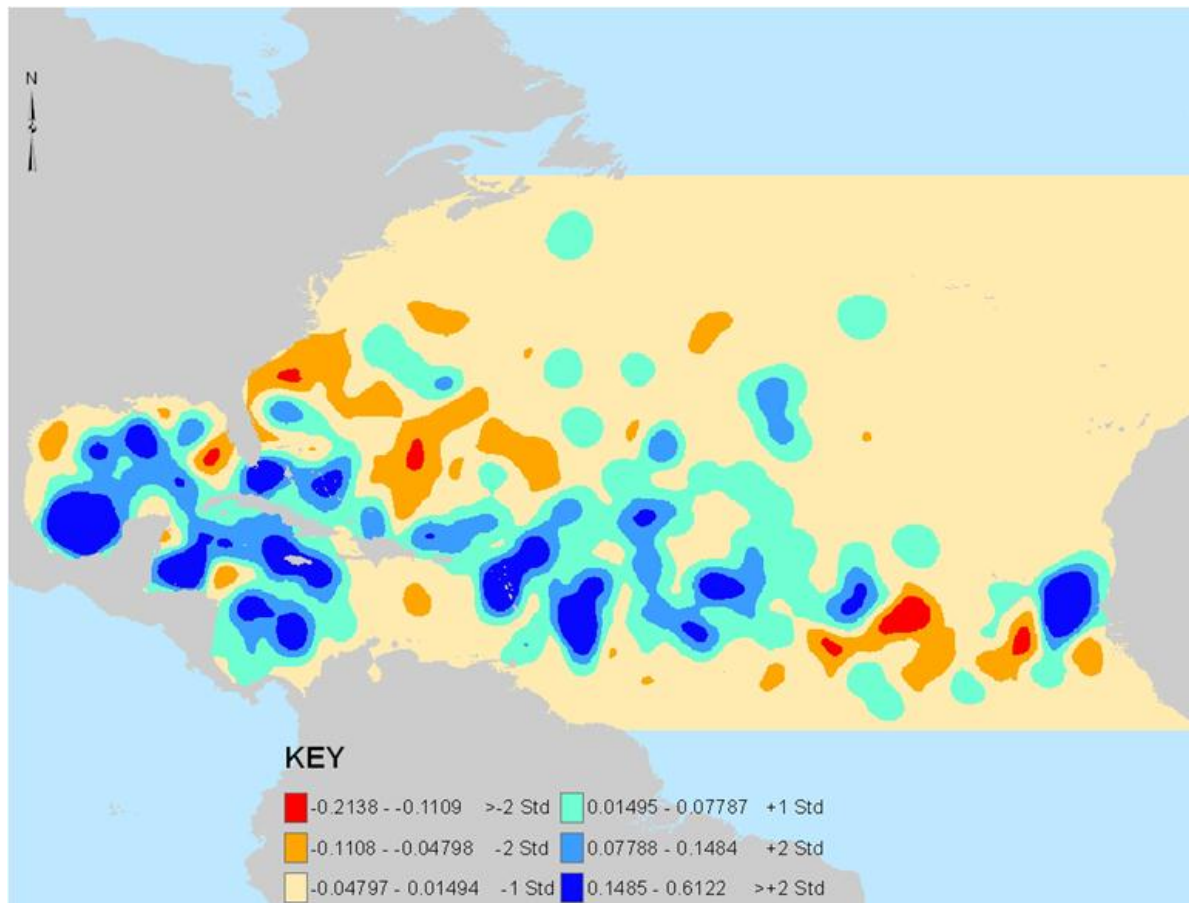 N
KEY
-0.2138 - -0.1109 >-2 Std 0.01495 - 0.07787 +1 Std
-0.1108 - -0.04798 -2 Std 0.07788 - 0.1484 +2 Std
-0.04797 - 0.01494 -1 Std 0.1485 - 0.6122 >+2 Std